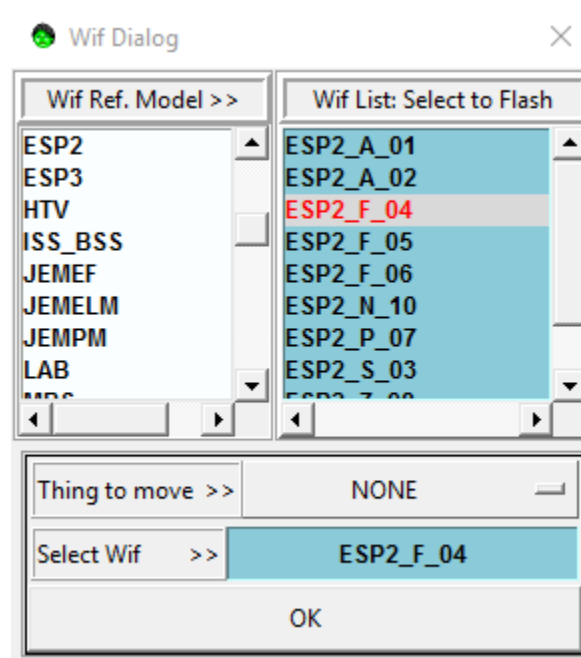 Wif Dialog
Wif Ref. Model >>
Wif List: Select to Flash
ESP2
ESP3
HTV
ISS_BSS
JEMEF
JEMELM
JEMPM
LAB
ESP2_A_01
ESP2_A_02
ESP2_F_04
ESP2_F_05
ESP2_F_06
ESP2_N_10
ESP2_P_07
ESP2_S_03
Thing to move >>
NONE
Select Wif >>
ESP2_F_04
OK